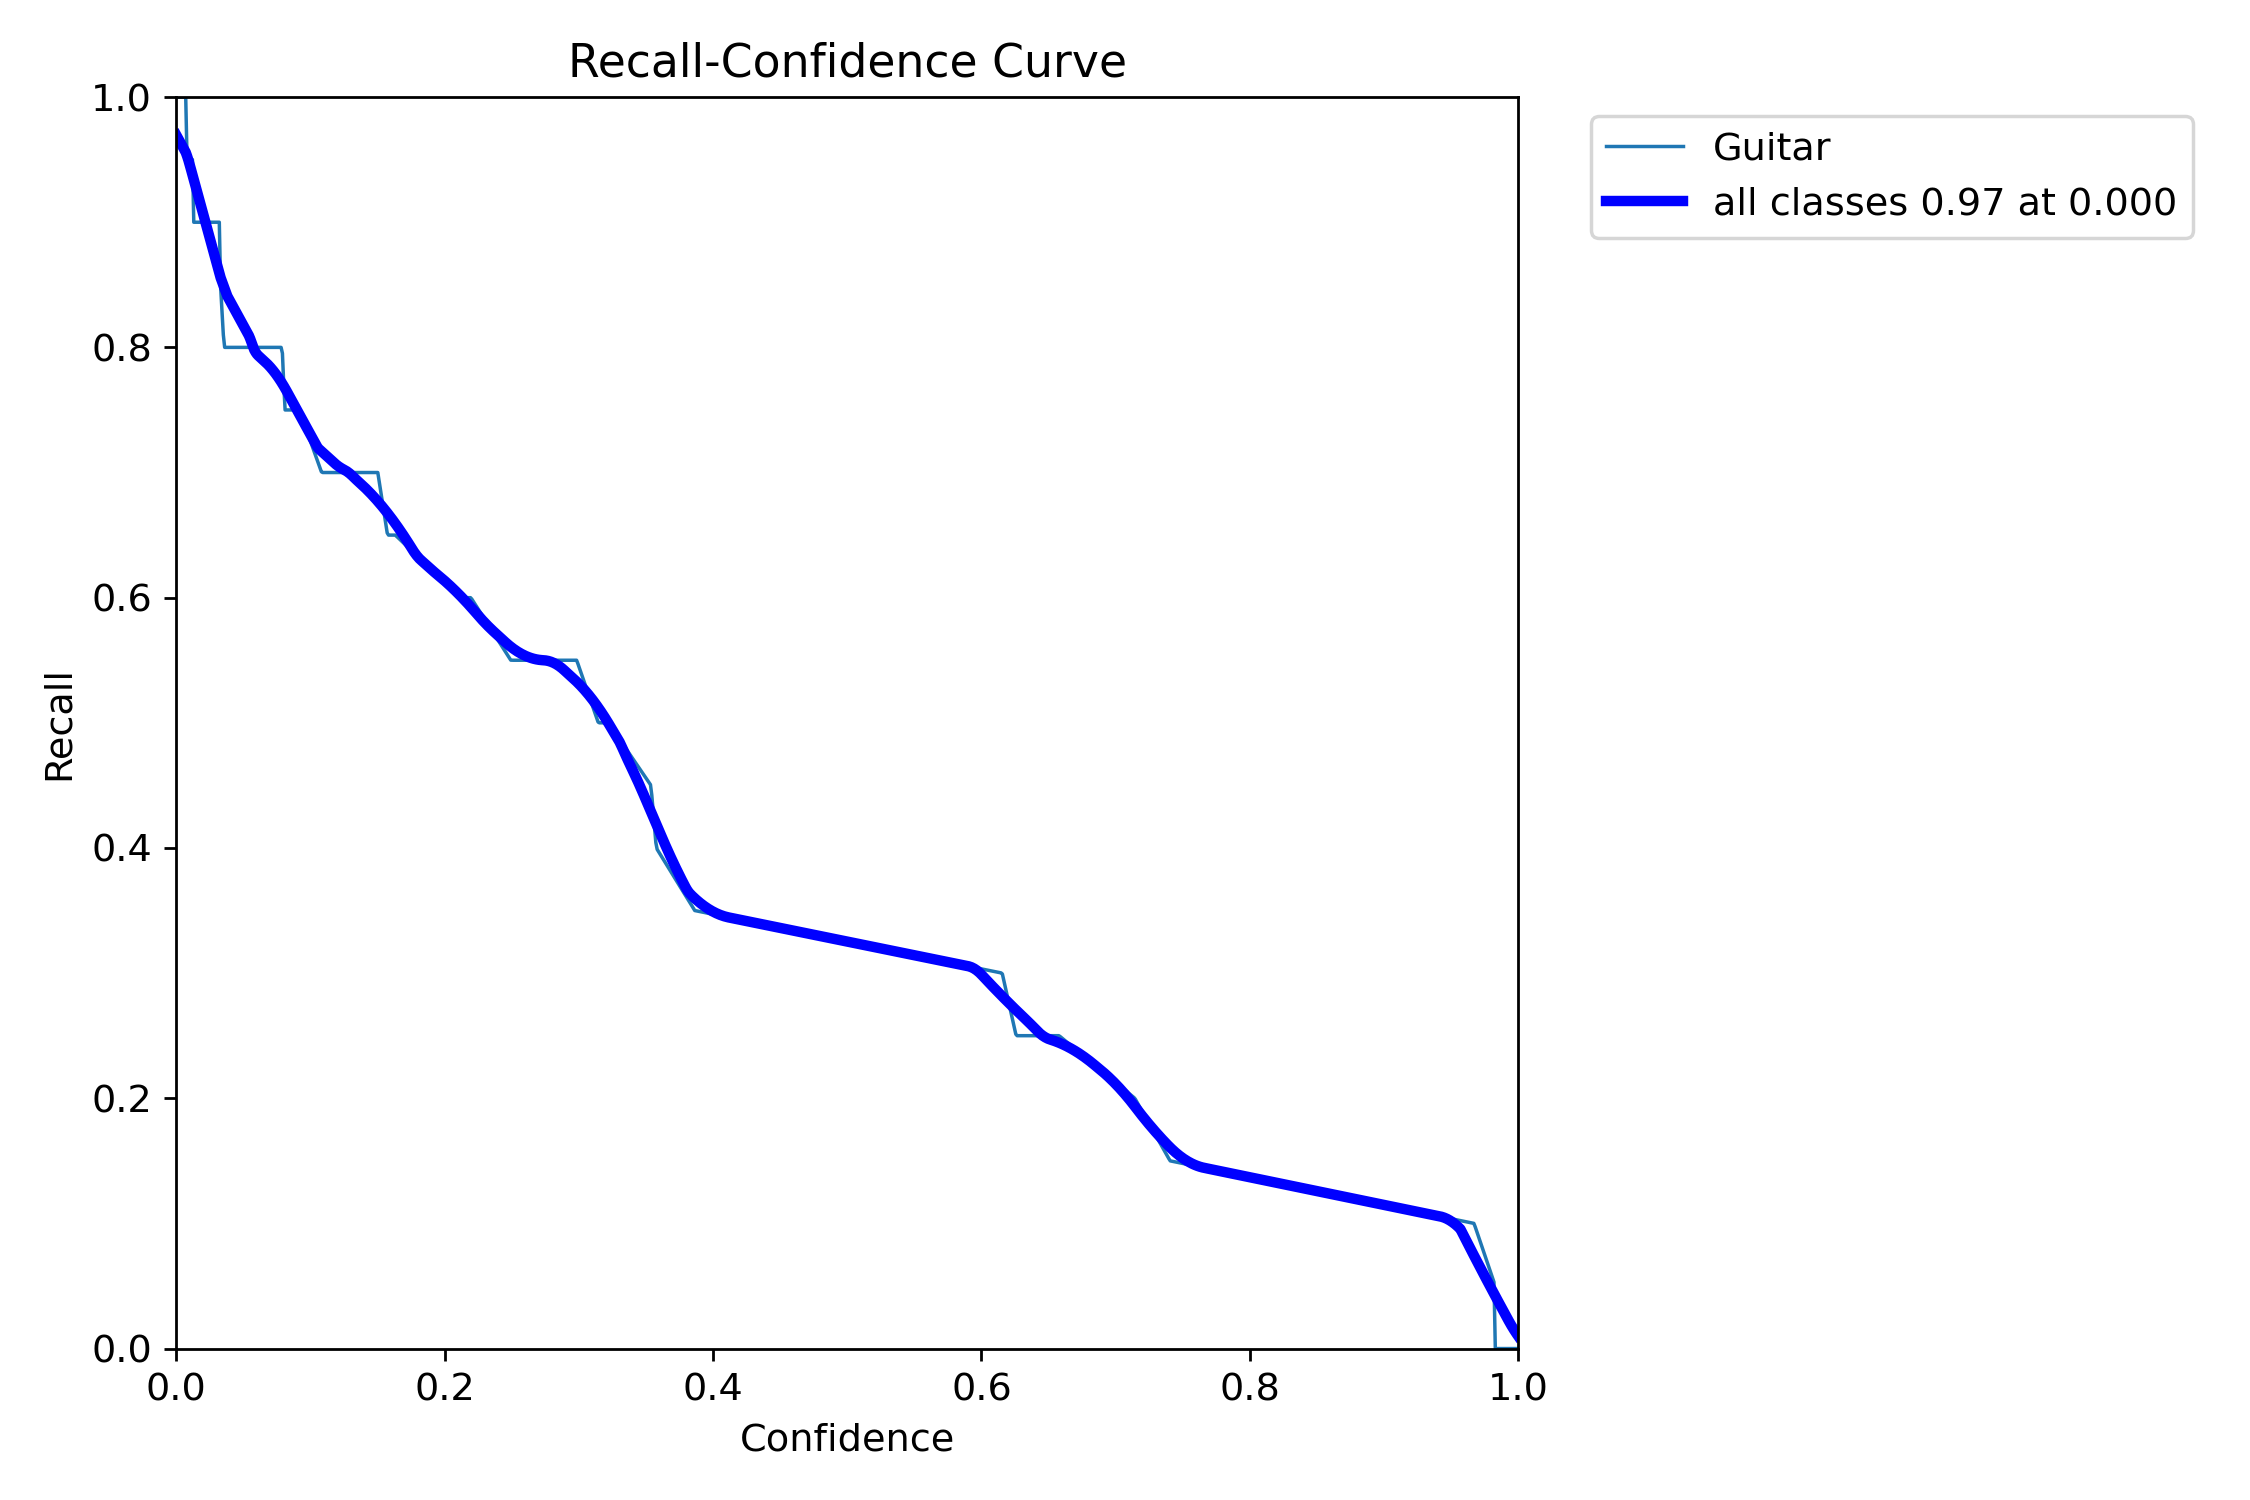 Recall-Confidence Curve
1.0
0.8
0.6
0.4
0.2
0.0
Recall
0.0 0.2 0.4 0.6 0.8 1.0
Confidence
Guitar
all classes 0.97 at 0.000